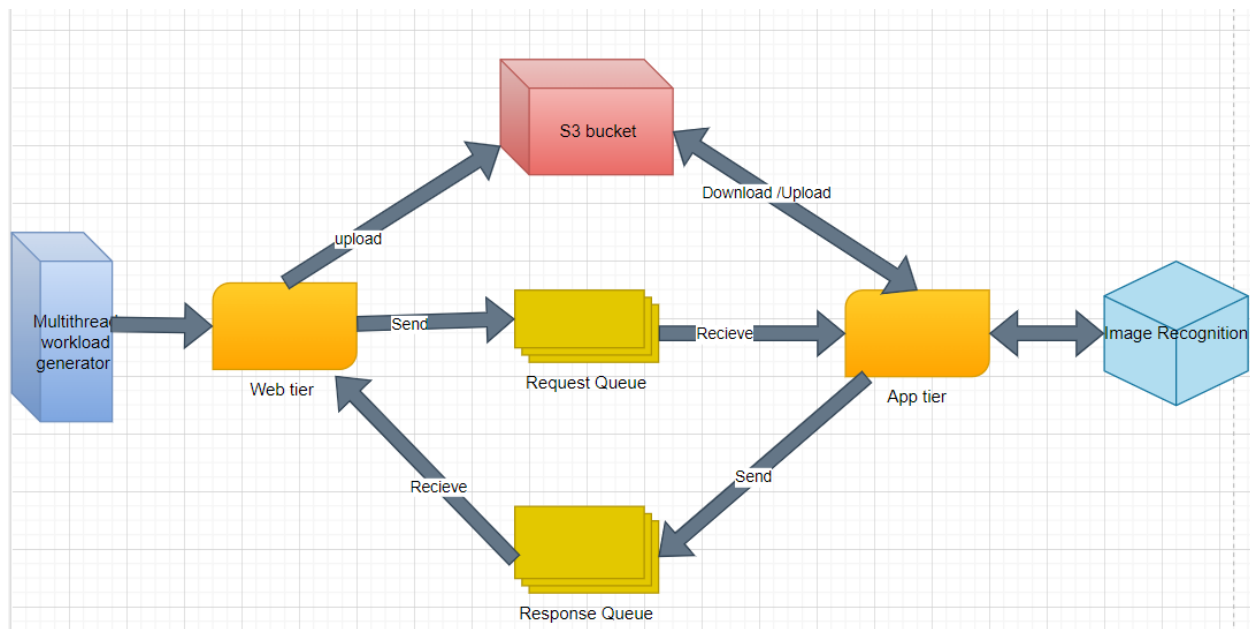 S3 bucket
Download /Upload
upload
Multithread
workload
generator
Send
Recieve
Image Recognition
Web tier
Request Queue
App tier
Recieve
Send
Response Queue